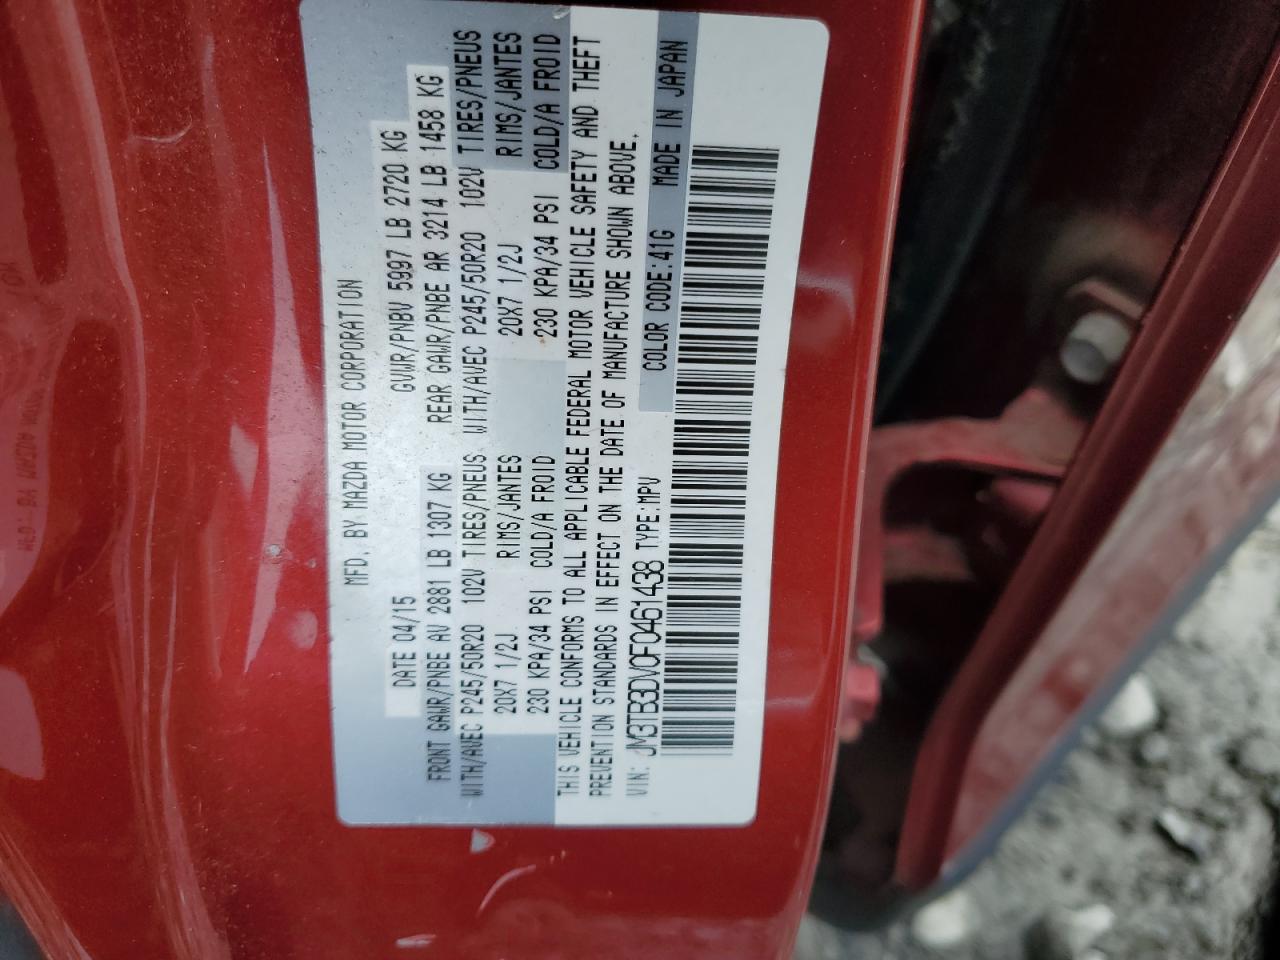 MFD. BY MAZDA MOTOR CORPORATION
DATE 04/15 GVWR/PNBV 5997 LB 2720 KG
FRONT GAWR/PNBE AV 2881 LB 1307 KG REAR GAWR/PNBE AR 3214 LB 1458 KG
WITH/AVEC P245/50R20 102V TIRES/PNEUS WITH/AVEC P245/50R20 102V TIRES/PNEUS
20X7 1/2J RIMS/JANTES 20X7 1/2J RIMS/JANTES
230 KPA/34 PSI COLD/A FROID 230 KPA/34 PSI COLD/A FROID
THIS VEHICLE CONFORMS TO ALL APPLICABLE FEDERAL MOTOR VEHICLE SAFETY AND THEFT
PREVENTION STANDARDS IN EFFECT ON THE DATE OF MANUFACTURE SHOWN ABOVE.
VIN: JM3TB3DV0F0461438 TYPE:MPV COLOR CODE:41G MADE IN JAPAN